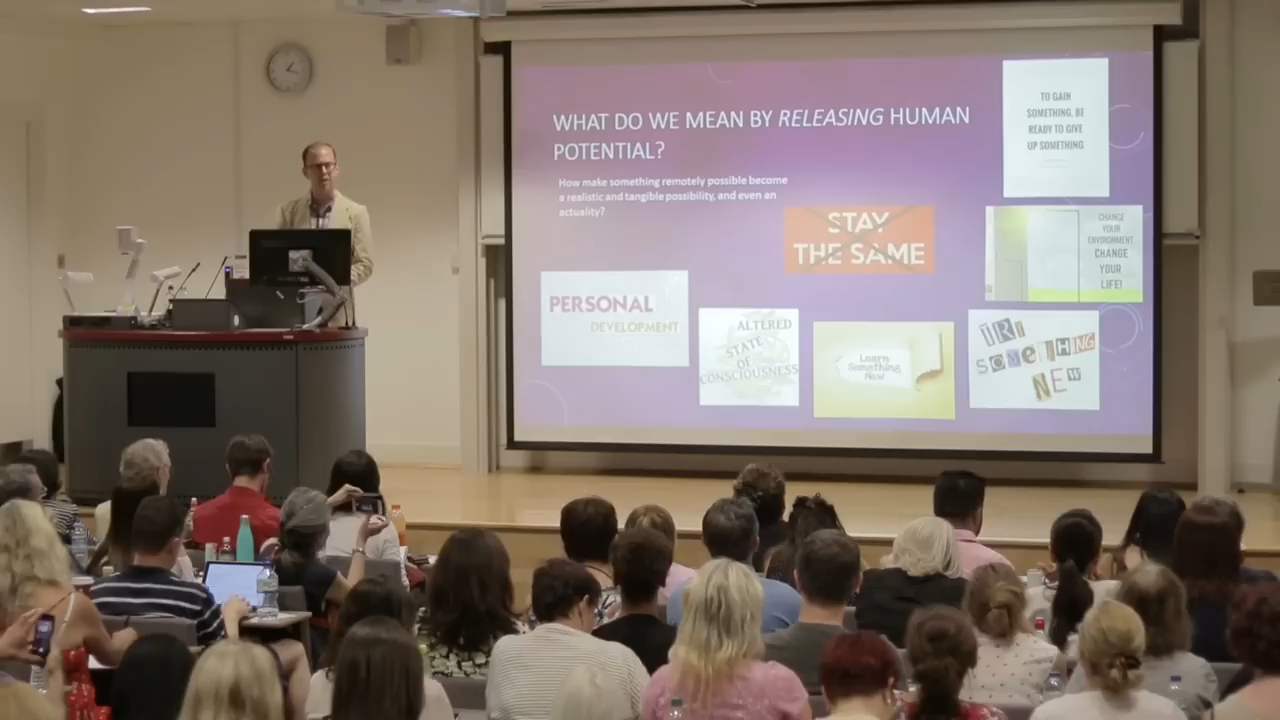 WHAT DO WE MEAN BY RELEASING HUMAN
POTENTIAL?
How make something remotely possible become
a realistic and tangible possibility, and even an
actuality?
TO GAIN
SOMETHING, BE
READY TO GIVE
UP SOMETHING
STAY
THE SAME
CHANGE
YOUR
ENVIRONMENT,
CHANGE
YOUR
LIFE!
PERSONAL
DEVELOPMENT
ALTERED
STATE
OF
CONSCIOUSNESS
Learn
Something
New
TRY
SOMETHING
NEW